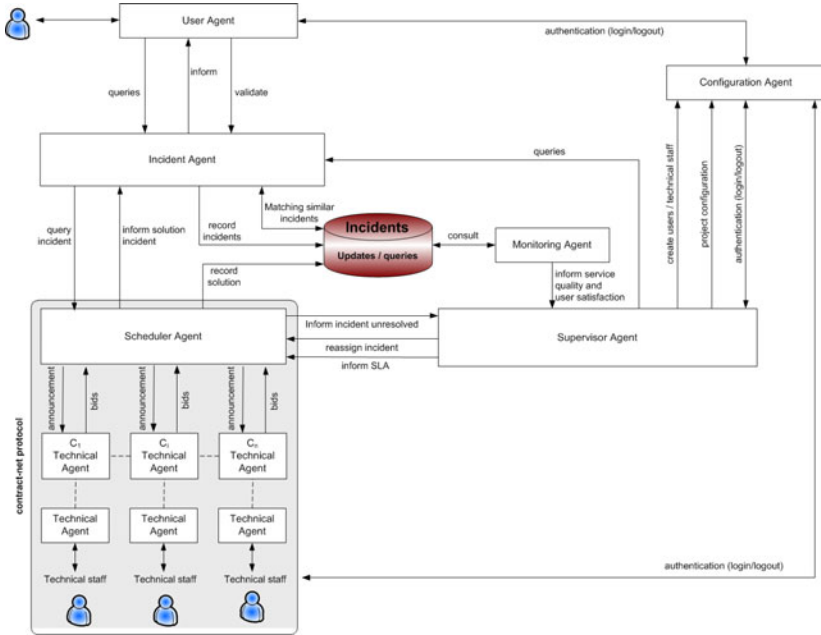 User Agent
authentication (login/logout)
inform
Configuration Agent
queries
validate
Incident Agent
queries
create users / technical staff
project configuration
authentication (login/logout)
Matching similar
incidents
query
incident
inform solution
incident
record
incidents
Incidents
Updates / queries
consult
Monitoring Agent
record
solution
inform service
quality and
user satisfaction
Scheduler Agent
Inform incident unresolved
reassign incident
inform SLA
Supervisor Agent
announcement
bids
announcement
bids
announcement
bids
contract-net protocol
C1
Technical
Agent
Ci
Technical
Agent
Cn
Technical
Agent
Technical
Agent
Technical
Agent
Technical
Agent
authentication (login/logout)
Technical staff
Technical staff
Technical staff